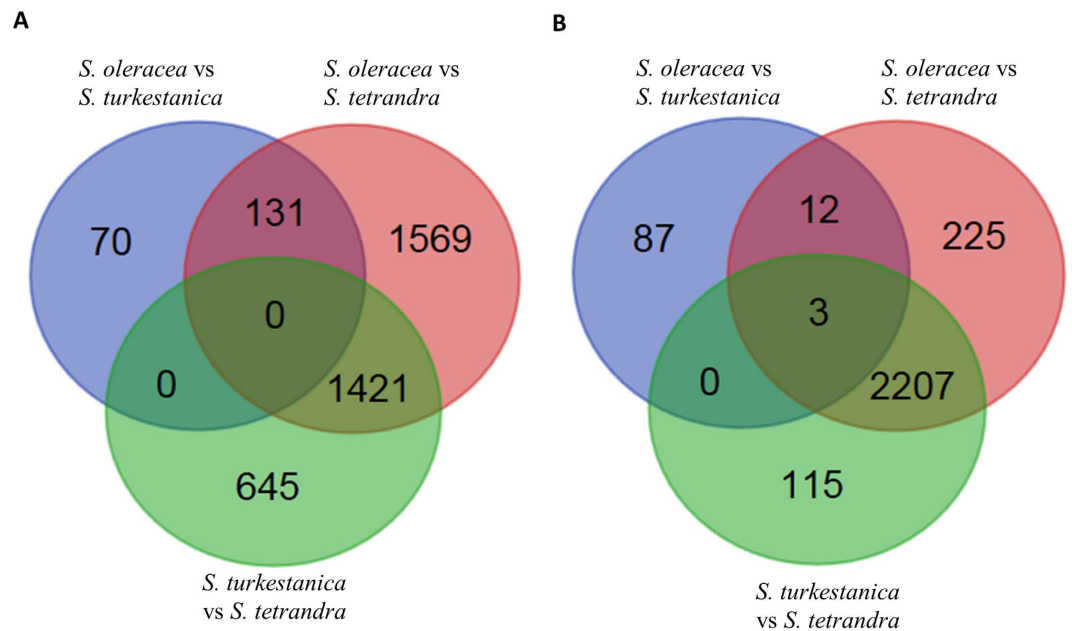 A
S. oleracea vs
S. turkestanica
S. oleracea vs
S. tetrandra
70
131
1569
0
0
1421
645
S. turkestanica
vs S. tetrandra
B
S. oleracea vs
S. turkestanica
S. oleracea vs
S. tetrandra
87
12
225
3
0
2207
115
S. turkestanica
vs S. tetrandra